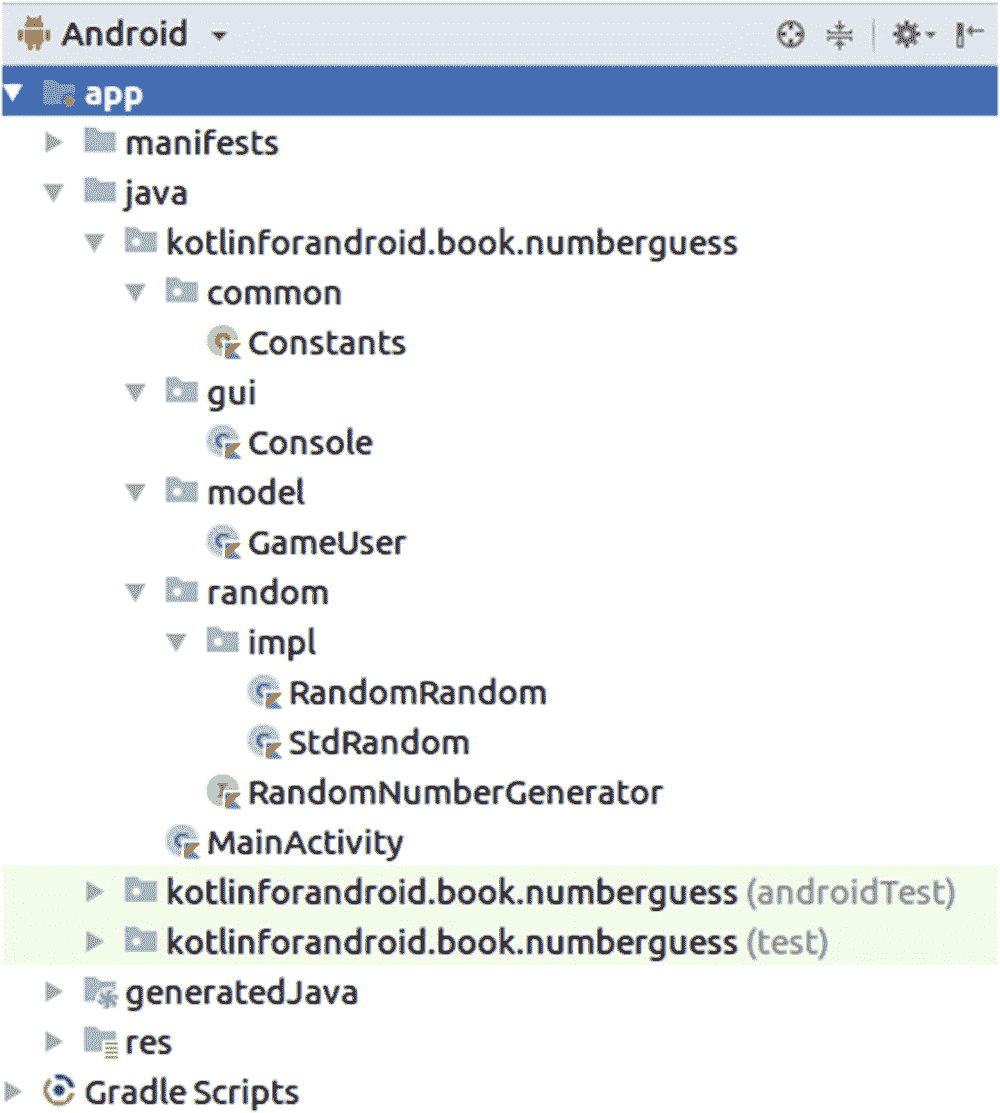 Android
app
manifests
java
kotlinforandroid.book.numberguess
common
Constants
gui
Console
model
GameUser
random
impl
RandomRandom
StdRandom
RandomNumberGenerator
MainActivity
kotlinforandroid.book.numberguess (androidTest)
kotlinforandroid.book.numberguess (test)
generatedJava
res
Gradle Scripts